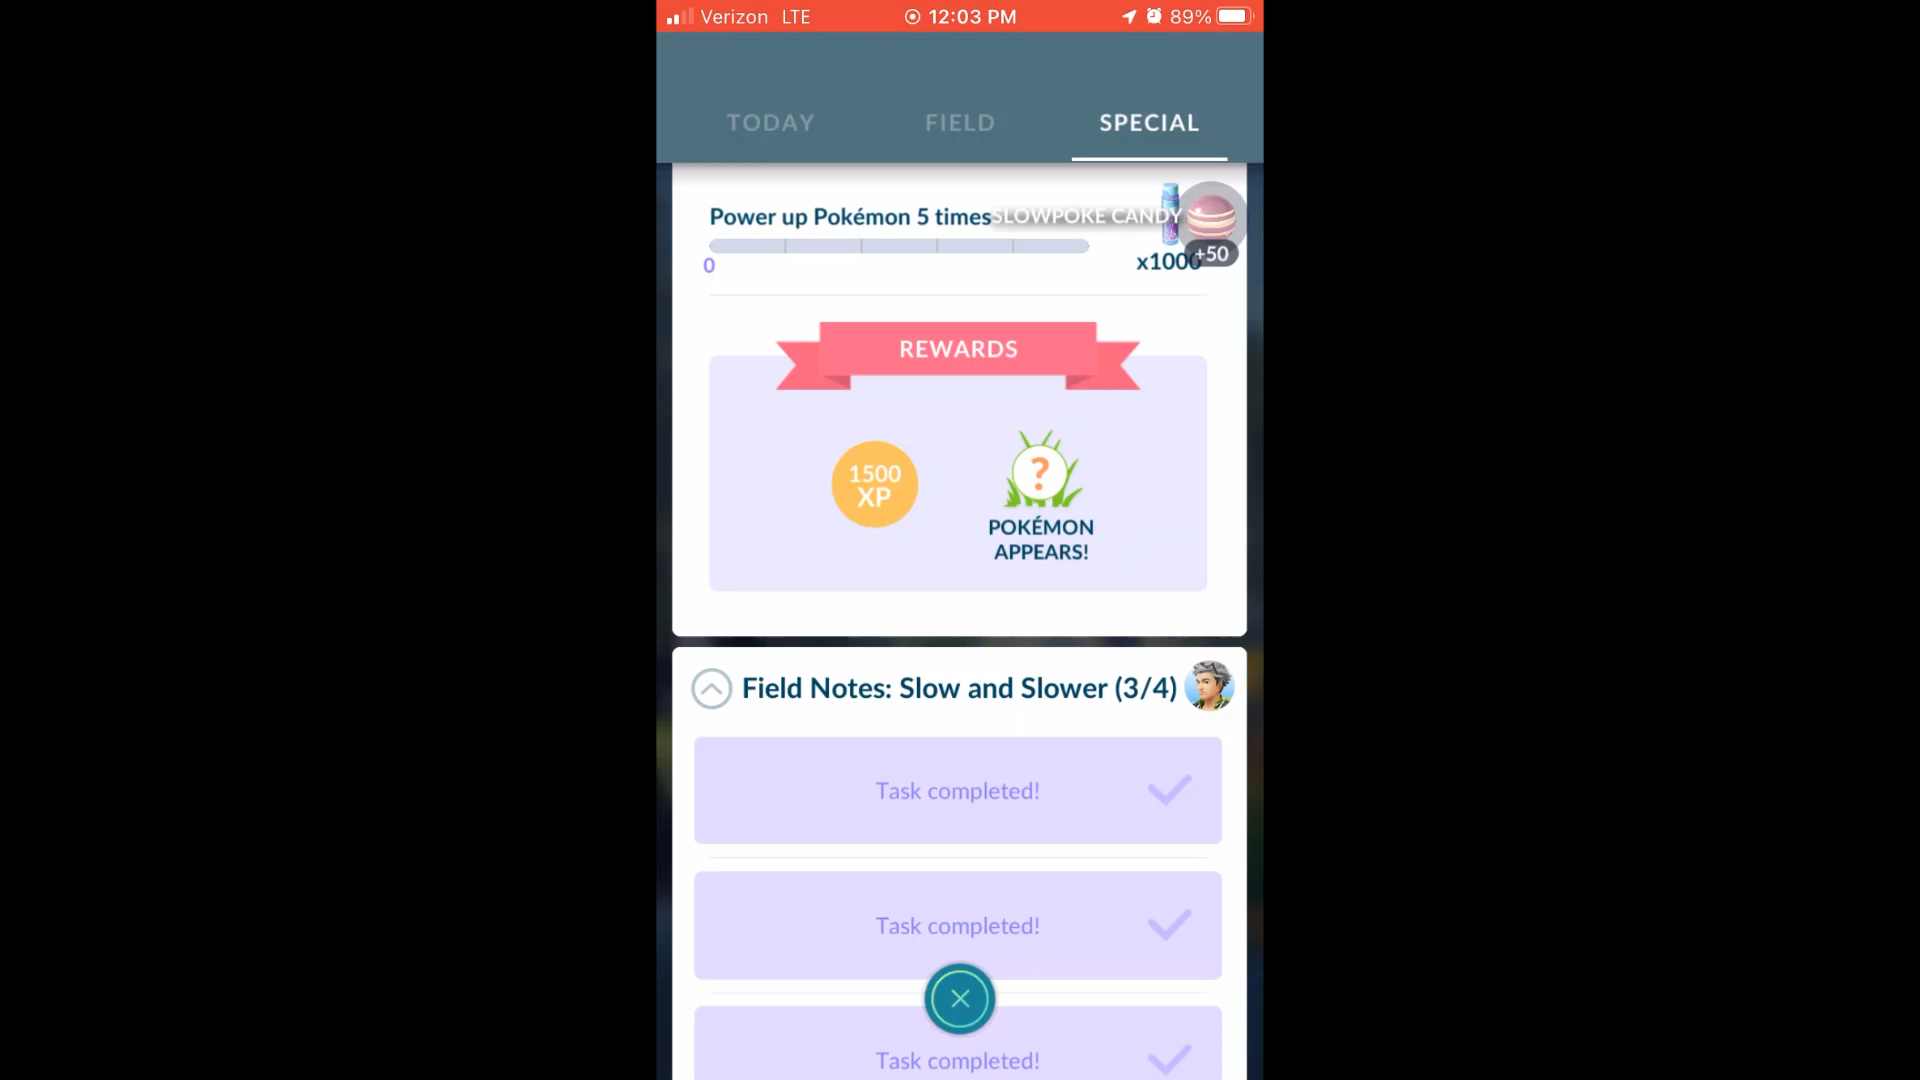 Verizon LTE 12:03 PM 89%
TODAY FIELD SPECIAL
Power up Pokémon 5 times
SLOWPOKE CANDY
0
x1000
+50
REWARDS
1500
XP
?
POKÉMON
APPEARS!
Field Notes: Slow and Slower (3/4)
Task completed!
Task completed!
Task completed!